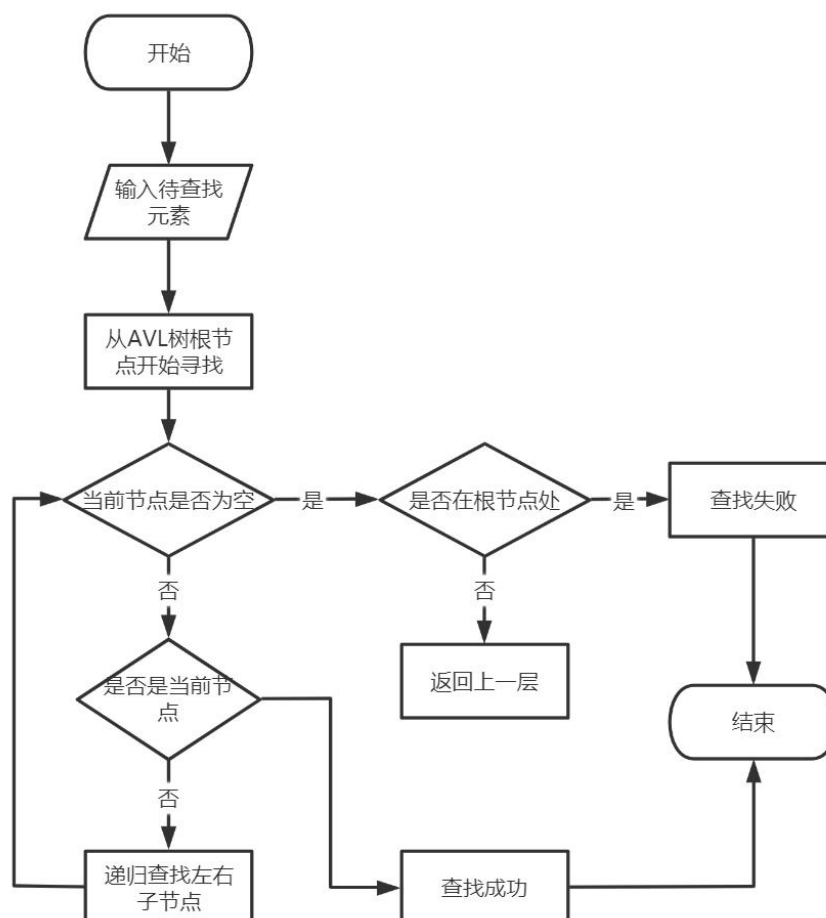 开始
输入待查找
元素
从AVL树根节
点开始寻找
当前节点是否为空
是
是否在根节点处
是
查找失败
否
否
是否是当前节
点
返回上一层
结束
否
递归查找左右
子节点
查找成功